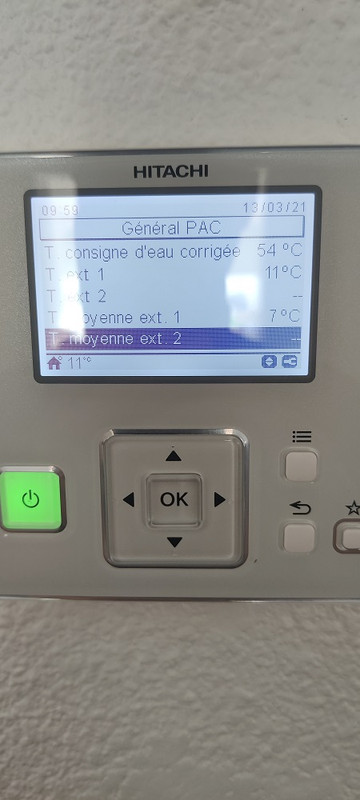 HITACHI
09:59 13/03/21
Général PAC
T. consigne d'eau corrigée 54 °C
T. ext 1 11°C
T. ext 2 --
T. moyenne ext. 1 7°C
T. moyenne ext. 2 --
11°C
OK